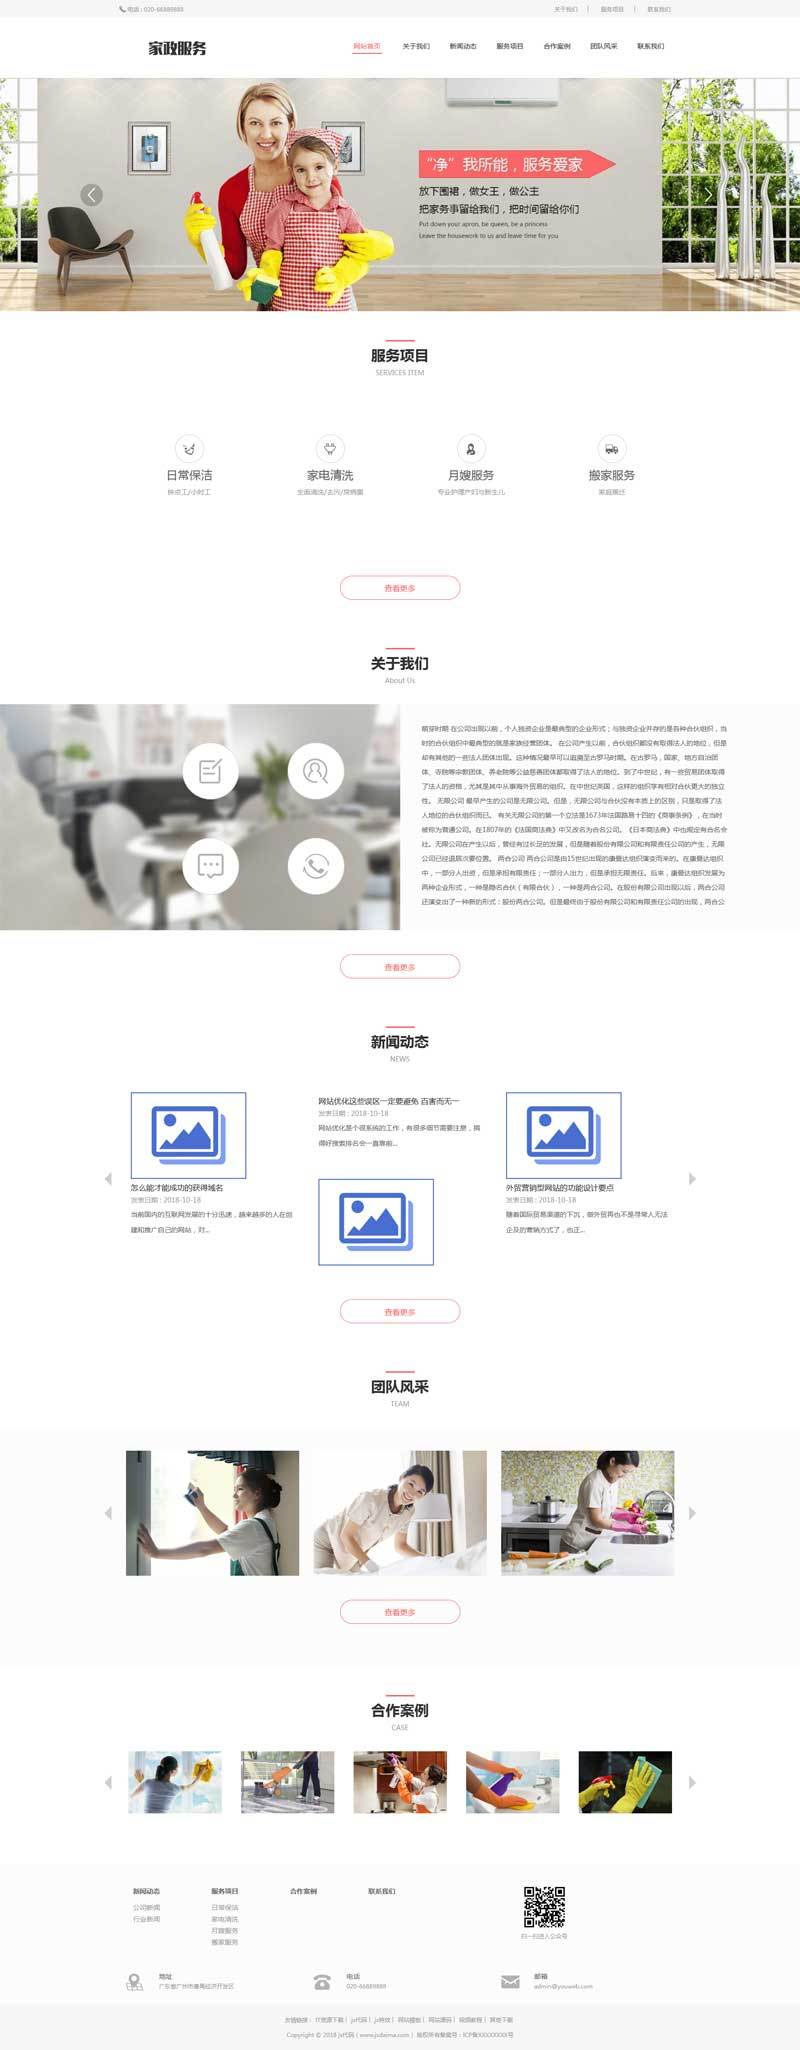 电话 : 020-66889888
关于我们 | 服务项目 | 联系我们
家政服务
网站首页 关于我们 新闻动态 服务项目 合作案例 团队风采 联系我们
“净”我所能，服务爱家
放下围裙，做女王，做公主
把家务事留给我们，把时间留给你们
Put down your apron, be queen, be a princess
Leave the housework to us and leave time for you
服务项目
SERVICES ITEM
日常保洁 家电清洗 月嫂服务 搬家服务
钟点工/小时工 全面清洗/去污/除病菌 专业护理产妇与新生儿 家庭搬迁
查看更多
关于我们
About Us
萌芽时期 在公司出现以前，个人独资企业是最典型的企业形式；与独资企业并存的是各种合伙组织，当
时的合伙组织中最典型的就是家族经营团体。 在公司产生以前，合伙组织都没有取得法人的地位，但是
却有其他的一些法人团体出现。这种情况最早可以追溯至古罗马时期。在古罗马，国家、地方自治团
体、寺院等宗教团体、养老院等公益慈善团体都取得了法人的地位。到了中世纪，有一些贸易团体取得
了法人的资格，尤其是其中从事海外贸易的组织。在中世纪英国，这样的组织享有相对合伙更大的独立
性。 无限公司 最早产生的公司是无限公司。但是，无限公司与合伙没有本质上的区别，只是取得了法
人地位的合伙组织而已。 有关无限公司的第一个立法是1673年法国路易十四的《商事条例》，在当时
被称为普通公司。在1807年的《法国商法典》中又改名为合名公司。《日本商法典》中也规定有合名会
社。无限公司在产生以后，曾经有过长足的发展，但是随着股份有限公司和有限责任公司的产生，无限
公司已经退居次要位置。 两合公司 两合公司是由15世纪出现的康曼达组织演变而来的。在康曼达组织
中，一部分人出资，但是承担有限责任；一部分人出力，但是承担无限责任。后来，康曼达组织发展为
两种企业形式，一种是隐名合伙（有限合伙），一种是两合公司。在股份有限公司出现以后，两合公司
还演变出了一种新的形式：股份两合公司。但是最终由于股份有限公司和有限责任公司的出现，两合公
查看更多
新闻动态
NEWS
怎么能才能成功的获得域名
发表日期 : 2018-10-18
当前国内的互联网发展的十分迅速，越来越多的人在创
建和推广自己的网站，对...
网站优化这些误区一定要避免 百害而无一
发表日期 : 2018-10-18
网站优化是个很系统的工作，有很多细节需要注意，搞
得好搜索排名会一直靠前...
外贸营销型网站的功能设计要点
发表日期 : 2018-10-18
随着国际贸易渠道的下沉，做外贸再也不是寻常人无法
企及的营销方式了，也正...
查看更多
团队风采
TEAM
查看更多
合作案例
CASE
新闻动态 服务项目 合作案例 联系我们
公司新闻 日常保洁
行业新闻 家电清洗
月嫂服务
搬家服务
扫一扫进入公众号
地址 电话 邮箱
广东省广州市番禺经济开发区 020-66889888 admin@youweb.com
友情链接： IT资源下载 | js代码 | js特效 | 网站模板 | 网站源码 | 视频教程 | 其他下载
Copyright © 2018 js代码 ( www.jsdaima.com ) 版权所有备案号：ICP备XXXXXXXX号